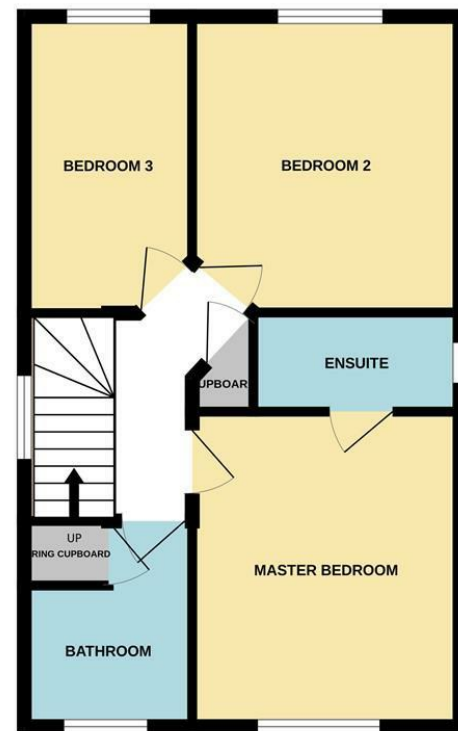 BEDROOM 3
BEDROOM 2
ENSUITE
UPBOAR
UP
RING CUPBOARD
MASTER BEDROOM
BATHROOM